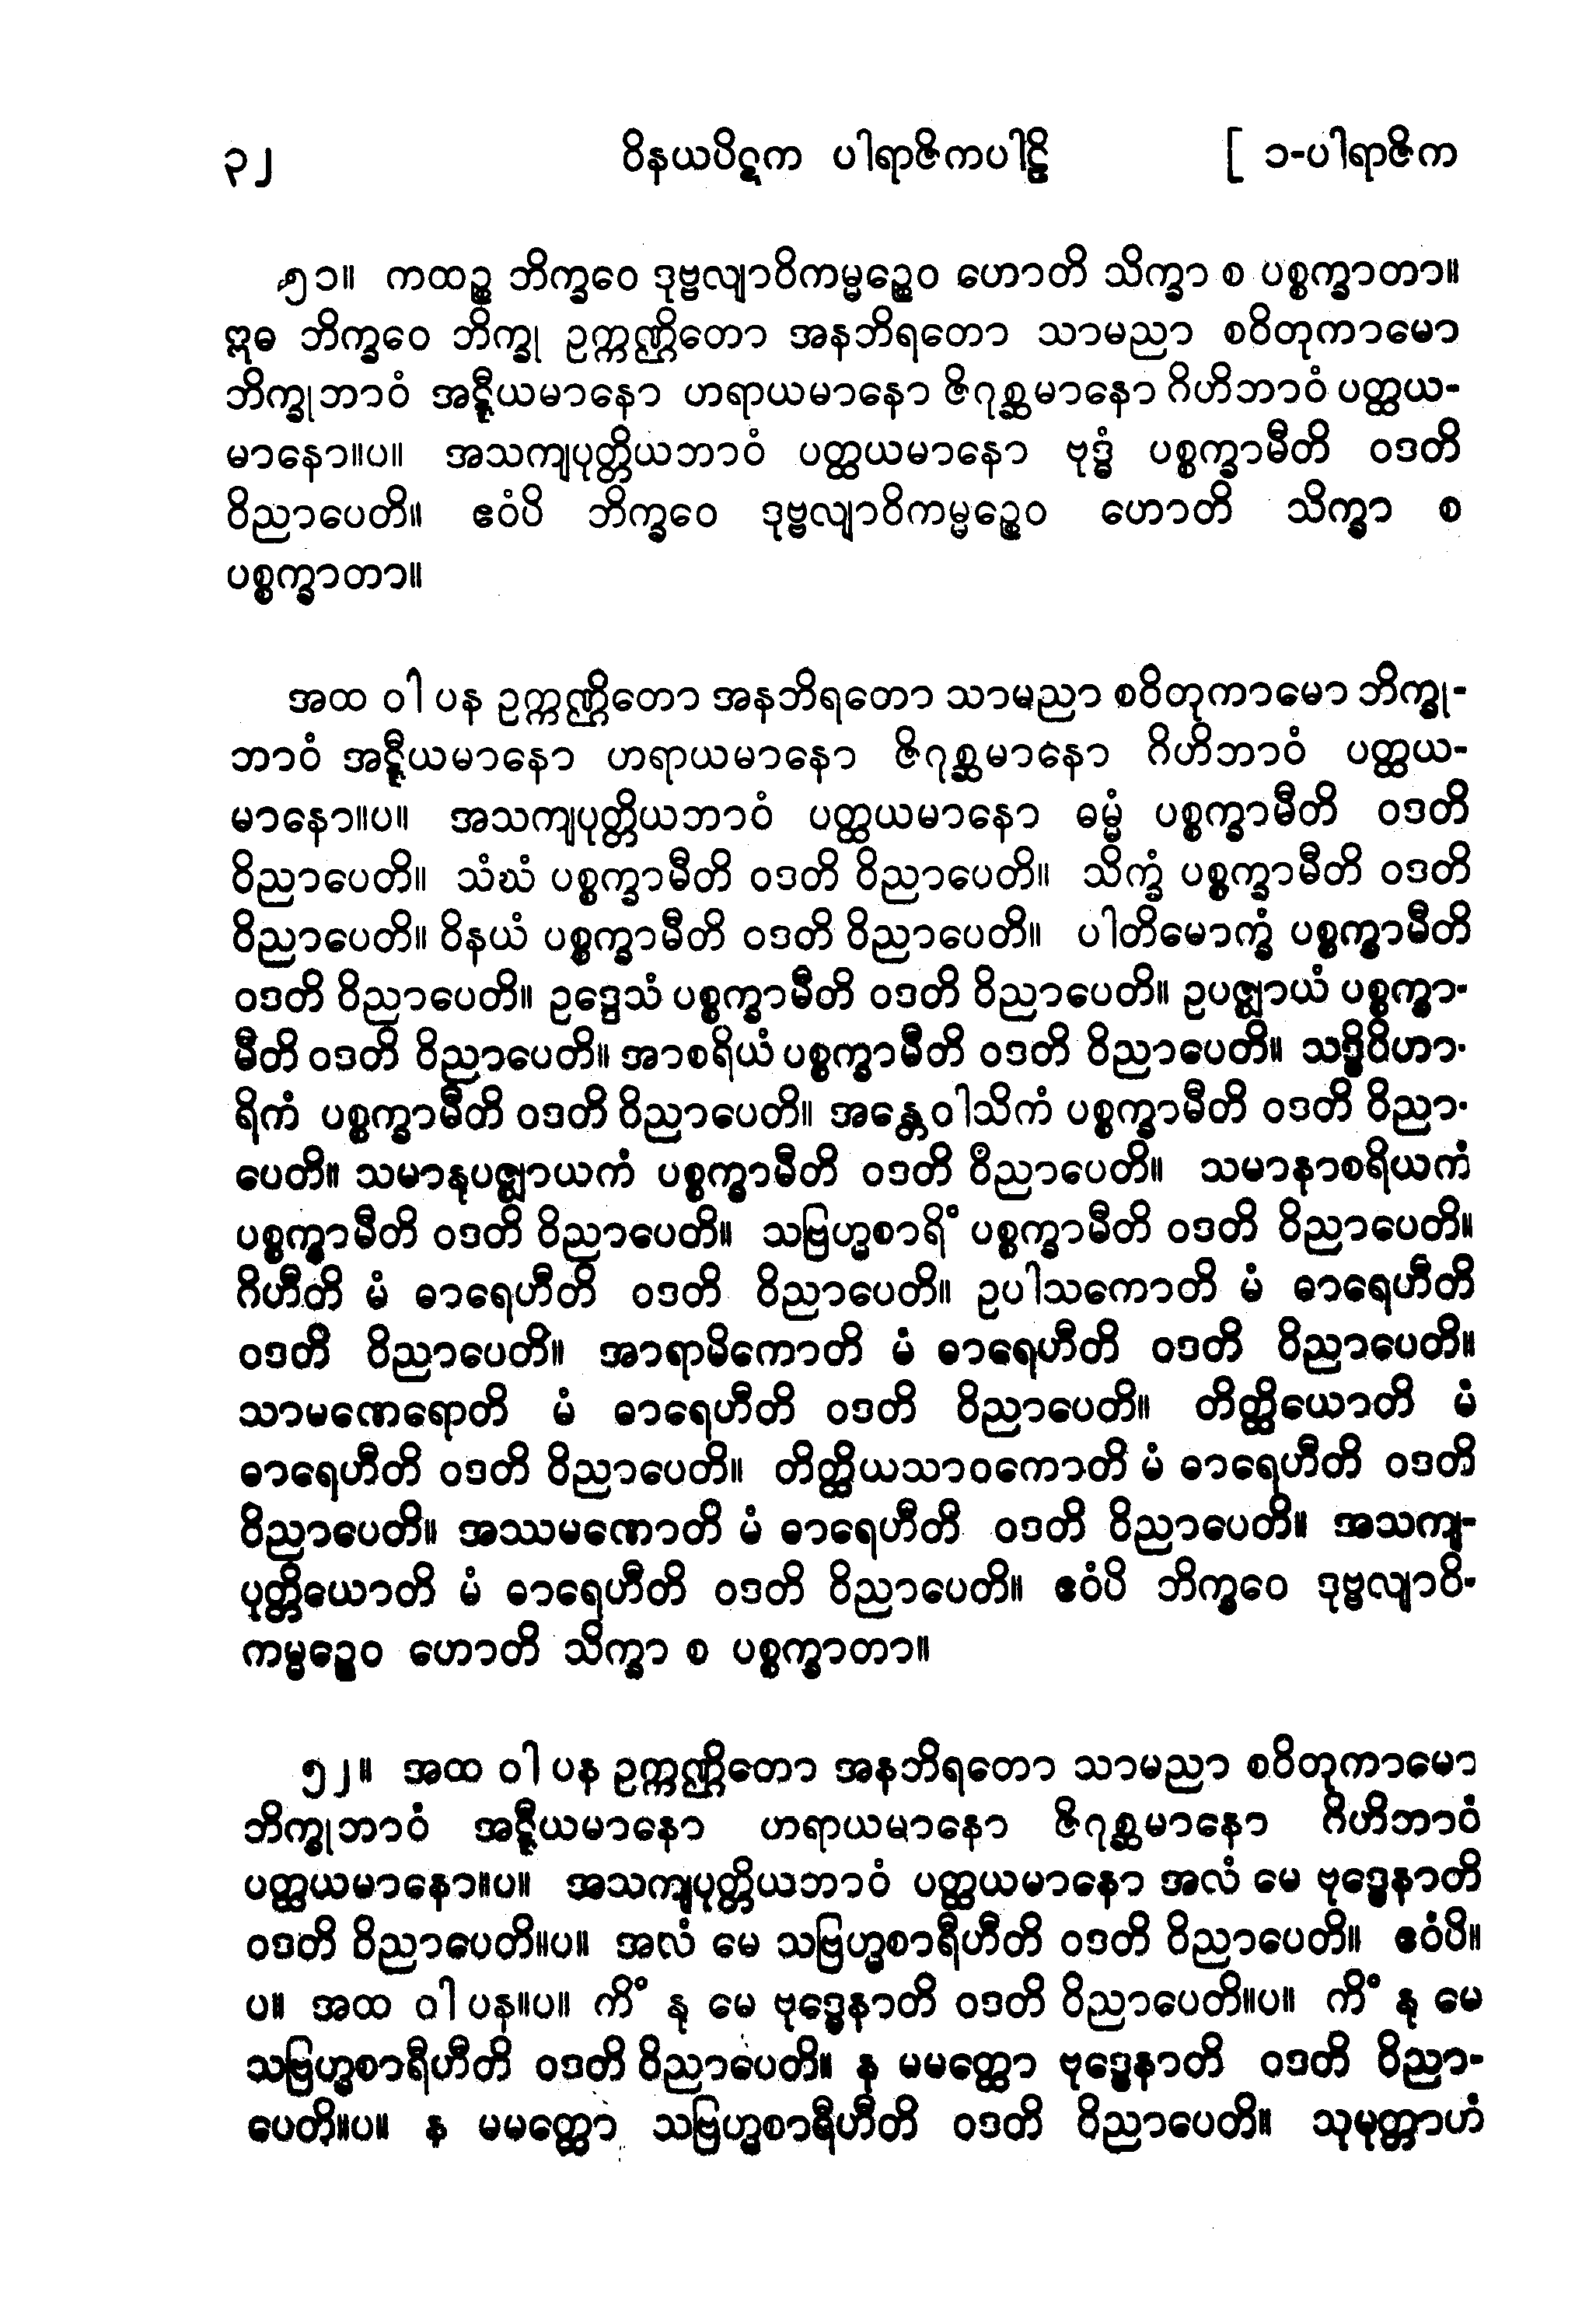 ၃၂ ဝိနယပိဋက ပါရာဇိကပါဠိ [ ၁-ပါရာဇိက
၅၁။ ကထဉ္စ ဘိက္ခဝေ ဒုဗ္ဗလျာဝိကမ္မဉ္စေဝ ဟောတိ သိက္ခာ စ ပစ္စက္ခာတာ။
ဣဓ ဘိက္ခဝေ ဘိက္ခု ဥက္ကဏ္ဌိတော အနဘိရတော သာမညာ စဝိတုကာမော
ဘိက္ခုဘာဝံ အဋ္ဋီယမာနော ဟရာယမာနော ဇိဂုစ္ဆမာနော ဂိဟိဘာဝံ ပတ္ထယ-
မာနော။ပ။ အသကျပုတ္တိယဘာဝံ ပတ္ထယမာနော ဗုဒ္ဓံ ပစ္စက္ခာမီတိ ဝဒတိ
ဝိညာပေတိ။ ဧဝံပိ ဘိက္ခဝေ ဒုဗ္ဗလျာဝိကမ္မဉ္စေဝ ဟောတိ သိက္ခာ စ
ပစ္စက္ခာတာ။
အထ ဝါ ပန ဥက္ကဏ္ဌိတော အနဘိရတော သာမညာ စဝိတုကာမော ဘိက္ခု-
ဘာဝံ အဋ္ဋီယမာနော ဟရာယမာနော ဇိဂုစ္ဆမာနော ဂိဟိဘာဝံ ပတ္ထယ-
မာနော။ပ။ အသကျပုတ္တိယဘာဝံ ပတ္ထယမာနော ဓမ္မံ ပစ္စက္ခာမီတိ ဝဒတိ
ဝိညာပေတိ။ သံဃံ ပစ္စက္ခာမီတိ ဝဒတိ ဝိညာပေတိ။ သိက္ခံ ပစ္စက္ခာမီတိ ဝဒတိ
ဝိညာပေတိ။ ဝိနယံ ပစ္စက္ခာမီတိ ဝဒတိ ဝိညာပေတိ။ ပါတိမောက္ခံ ပစ္စက္ခာမီတိ
ဝဒတိ ဝိညာပေတိ။ ဥဒ္ဒေသံ ပစ္စက္ခာမီတိ ဝဒတိ ဝိညာပေတိ။ ဥပဇ္ဈာယံ ပစ္စက္ခာ-
မီတိ ဝဒတိ ဝိညာပေတိ။ အာစရိယံ ပစ္စက္ခာမီတိ ဝဒတိ ဝိညာပေတိ။ သဒ္ဓိဝိဟာ-
ရိကံ ပစ္စက္ခာမီတိ ဝဒတိ ဝိညာပေတိ။ အန္တေဝါသိကံ ပစ္စက္ခာမီတိ ဝဒတိ ဝိညာ-
ပေတိ။ သမာနုပဇ္ဈာယကံ ပစ္စက္ခာမီတိ ဝဒတိ ဝိညာပေတိ။ သမာနာစရိယကံ
ပစ္စက္ခာမီတိ ဝဒတိ ဝိညာပေတိ။ သဗြဟ္မစာရိံ ပစ္စက္ခာမီတိ ဝဒတိ ဝိညာပေတိ။
ဂိဟီတိ မံ ဓာရေဟီတိ ဝဒတိ ဝိညာပေတိ။ ဥပါသကောတိ မံ ဓာရေဟီတိ
ဝဒတိ ဝိညာပေတိ။ အာရာမိကောတိ မံ ဓာရေဟီတိ ဝဒတိ ဝိညာပေတိ။
သာမဏေရောတိ မံ ဓာရေဟီတိ ဝဒတိ ဝိညာပေတိ။ တိတ္ထိယောတိ မံ
ဓာရေဟီတိ ဝဒတိ ဝိညာပေတိ။ တိတ္ထိယသာဝကောတိ မံ ဓာရေဟီတိ ဝဒတိ
ဝိညာပေတိ။ အဿမဏောတိ မံ ဓာရေဟီတိ ဝဒတိ ဝိညာပေတိ။ အသကျ-
ပုတ္တိယောတိ မံ ဓာရေဟီတိ ဝဒတိ ဝိညာပေတိ။ ဧဝံပိ ဘိက္ခဝေ ဒုဗ္ဗလျာဝိ-
ကမ္မဉ္စေဝ ဟောတိ သိက္ခာ စ ပစ္စက္ခာတာ။
၅၂။ အထ ဝါ ပန ဥက္ကဏ္ဌိတော အနဘိရတော သာမညာ စဝိတုကာမော
ဘိက္ခုဘာဝံ အဋ္ဋီယမာနော ဟရာယမာနော ဇိဂုစ္ဆမာနော ဂိဟိဘာဝံ
ပတ္ထယမာနော။ပ။ အသကျပုတ္တိယဘာဝံ ပတ္ထယမာနော အလံ မေ ဗုဒ္ဓေနာတိ
ဝဒတိ ဝိညာပေတိ။ပ။ အလံ မေ သဗြဟ္မစာရီဟီတိ ဝဒတိ ဝိညာပေတိ။ ဧဝံပိ။
ပ။ အထ ဝါ ပန။ပ။ ကိံ နု မေ ဗုဒ္ဓေနာတိ ဝဒတိ ဝိညာပေတိ။ပ။ ကိံ နု မေ
သဗြဟ္မစာရီဟီတိ ဝဒတိ ဝိညာပေတိ။ န မမတ္ထော ဗုဒ္ဓေနာတိ ဝဒတိ ဝိညာ-
ပေတိ။ပ။ န မမတ္ထော သဗြဟ္မစာရီဟီတိ ဝဒတိ ဝိညာပေတိ။ သုမုတ္တာဟံ